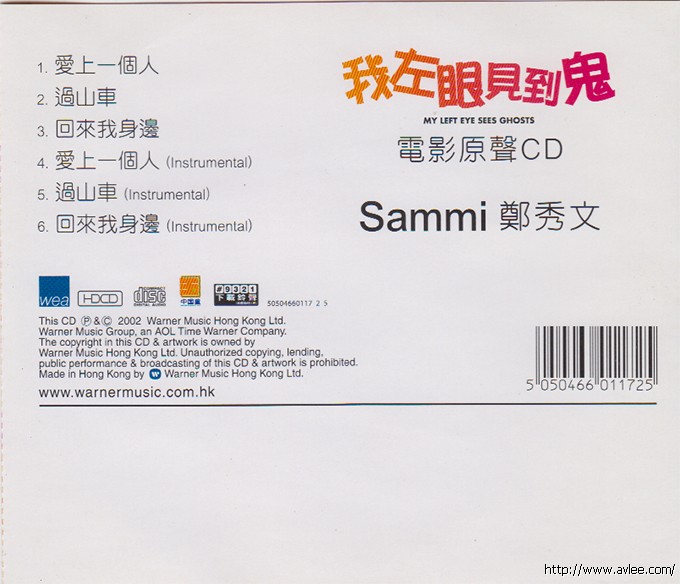 1. 愛上一個人
2. 過山車
3. 回來我身邊
4. 愛上一個人 (Instrumental)
5. 過山車 (Instrumental)
6. 回來我身邊 (Instrumental)
我左眼見到鬼
MY LEFT EYE SEES GHOSTS
電影原聲CD
Sammi 鄭秀文
wea
HDCD
COMPACT
disc
DIGITAL AUDIO
中国星
#9321
下載鈴聲
50504660117 2 5
This CD Ⓟ & © 2002 Warner Music Hong Kong Ltd.
Warner Music Group, an AOL Time Warner Company.
The copyright in this CD & artwork is owned by
Warner Music Hong Kong Ltd. Unauthorized copying, lending,
public performance & broadcasting of this CD & artwork is prohibited.
Made in Hong Kong by Warner Music Hong Kong Ltd.
www.warnermusic.com.hk
5 050466 011725
http://www.avlee.com/